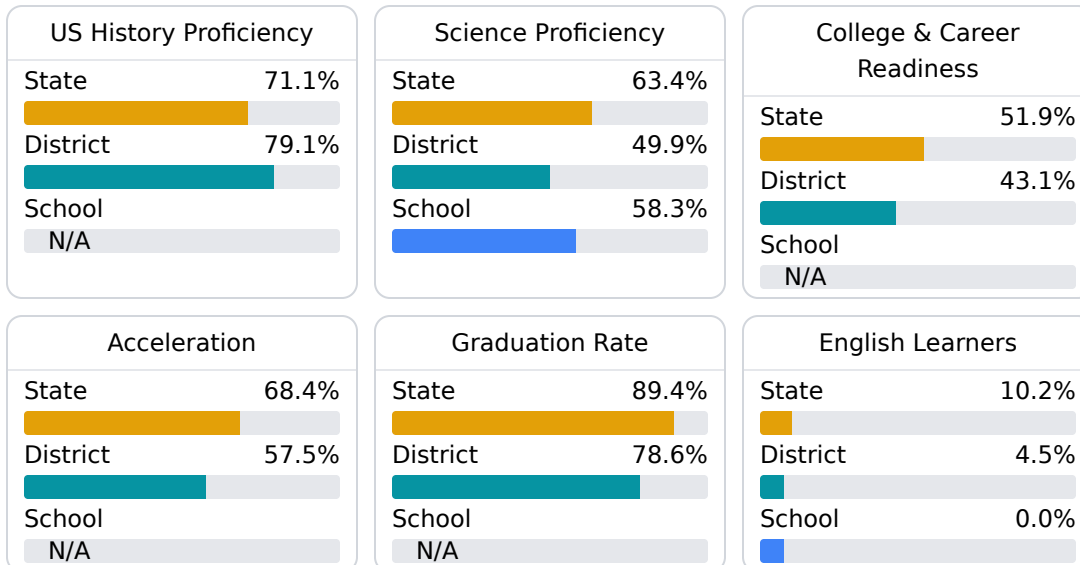 US History Proficiency
State 71.1%
District 79.1%
School
N/A
Science Proficiency
State 63.4%
District 49.9%
School 58.3%
College & Career
Readiness
State 51.9%
District 43.1%
School
N/A
Acceleration
State 68.4%
District 57.5%
School
N/A
Graduation Rate
State 89.4%
District 78.6%
School
N/A
English Learners
State 10.2%
District 4.5%
School 0.0%